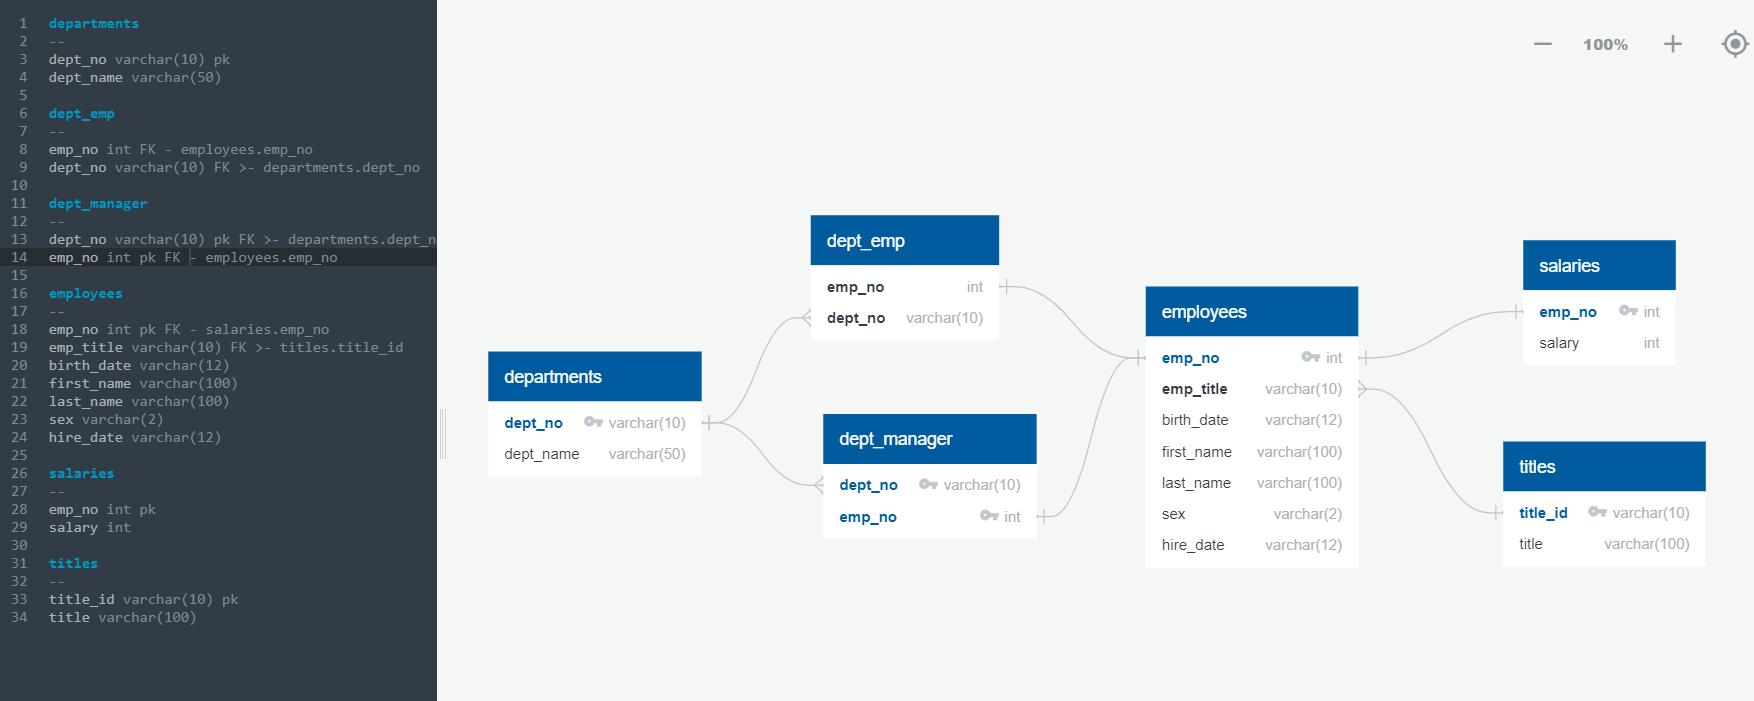 1 departments
2 --
3 dept_no varchar(10) pk
4 dept_name varchar(50)
5
6 dept_emp
7 --
8 emp_no int FK - employees.emp_no
9 dept_no varchar(10) FK >- departments.dept_no
10
11 dept_manager
12 --
13 dept_no varchar(10) pk FK >- departments.dept_n
14 emp_no int pk FK - employees.emp_no
15
16 employees
17 --
18 emp_no int pk FK - salaries.emp_no
19 emp_title varchar(10) FK >- titles.title_id
20 birth_date varchar(12)
21 first_name varchar(100)
22 last_name varchar(100)
23 sex varchar(2)
24 hire_date varchar(12)
25
26 salaries
27 --
28 emp_no int pk
29 salary int
30
31 titles
32 --
33 title_id varchar(10) pk
34 title varchar(100)
100%
departments
dept_no varchar(10)
dept_name varchar(50)
dept_emp
emp_no int
dept_no varchar(10)
dept_manager
dept_no varchar(10)
emp_no int
employees
emp_no int
emp_title varchar(10)
birth_date varchar(12)
first_name varchar(100)
last_name varchar(100)
sex varchar(2)
hire_date varchar(12)
salaries
emp_no int
salary int
titles
title_id varchar(10)
title varchar(100)